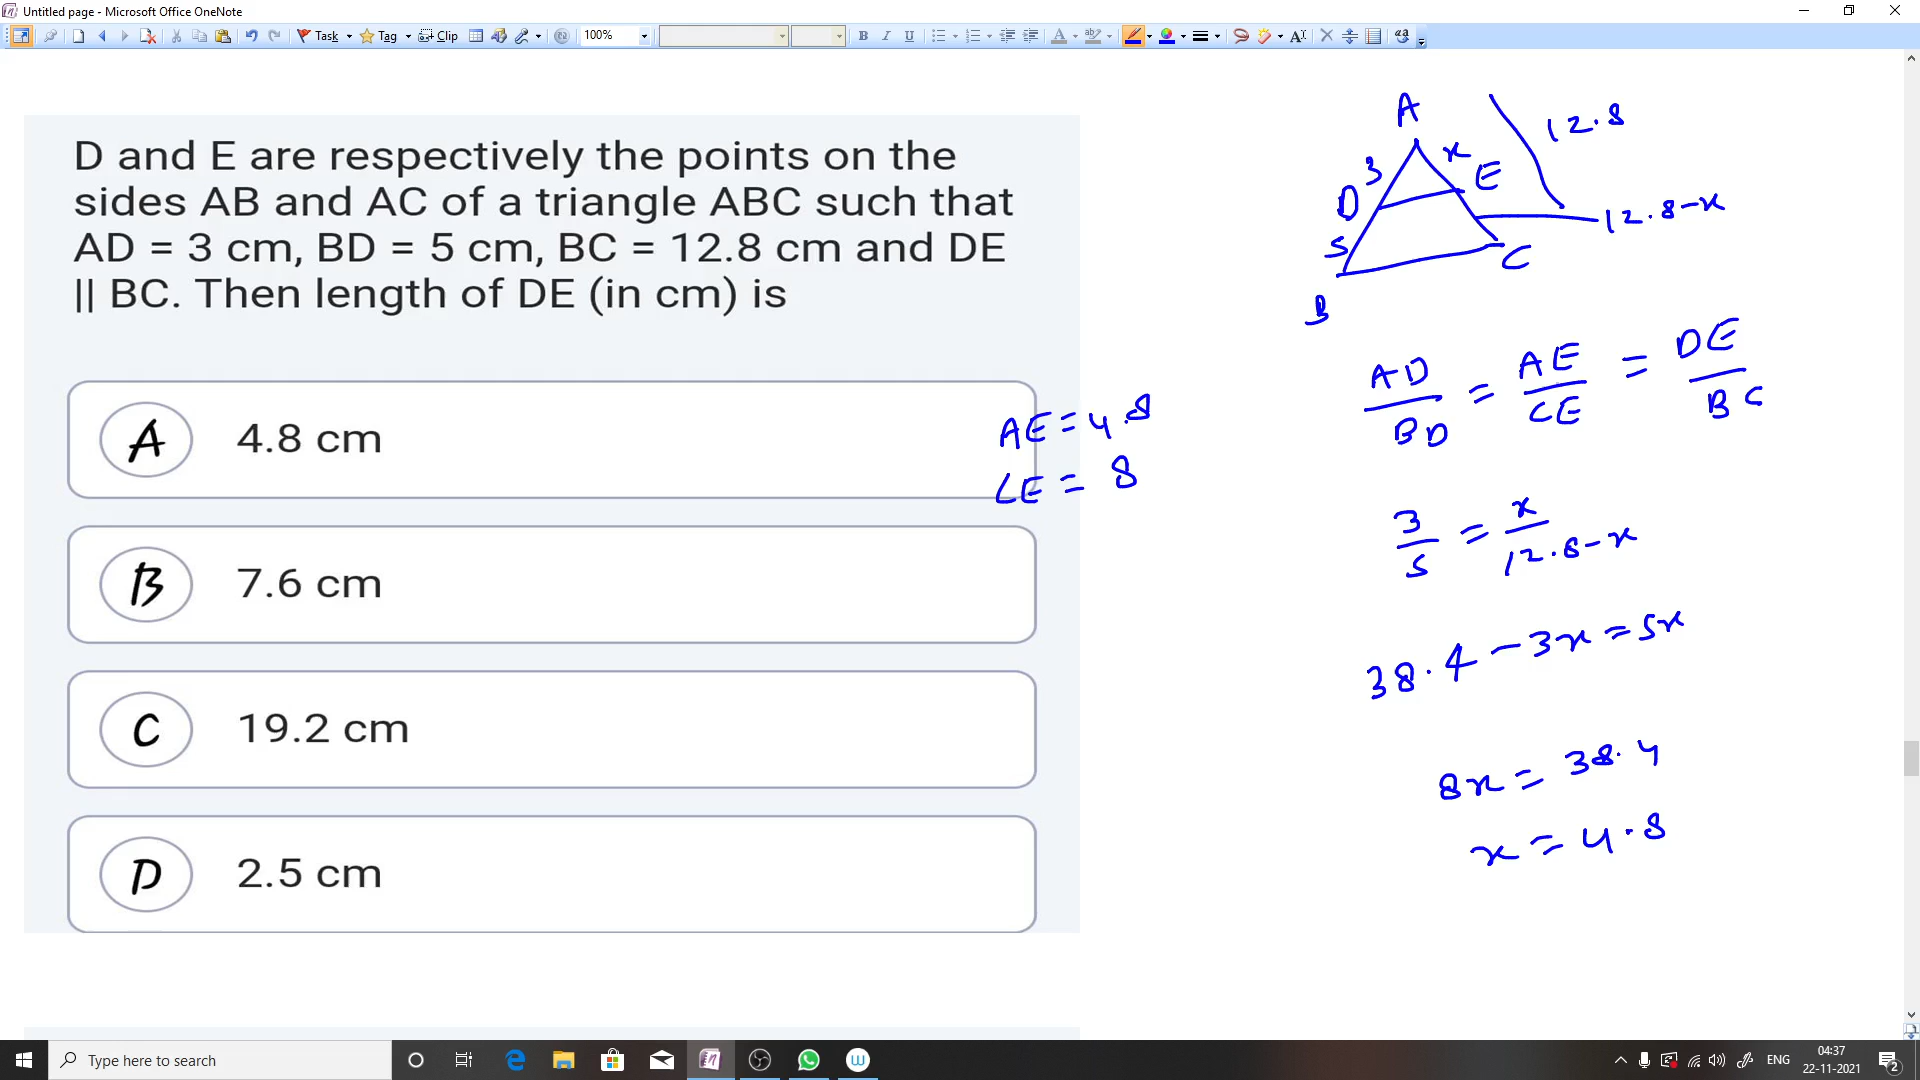 Untitled page - Microsoft Office OneNote
Task Tag Clip 100% B I U
D and E are respectively the points on the
sides AB and AC of a triangle ABC such that
AD = 3 cm, BD = 5 cm, BC = 12.8 cm and DE
|| BC. Then length of DE (in cm) is
A 4.8 cm
B 7.6 cm
C 19.2 cm
D 2.5 cm
AE = 4.8
CE = 8
A
12.8
3 x
D E
12.8-x
5
C
B
AD/BD = AE/CE = DE/BC
3/5 = x/12.8-x
38.4 - 3x = 5x
8x = 38.4
x = 4.8
Type here to search
ENG
04:37
22-11-2021
2